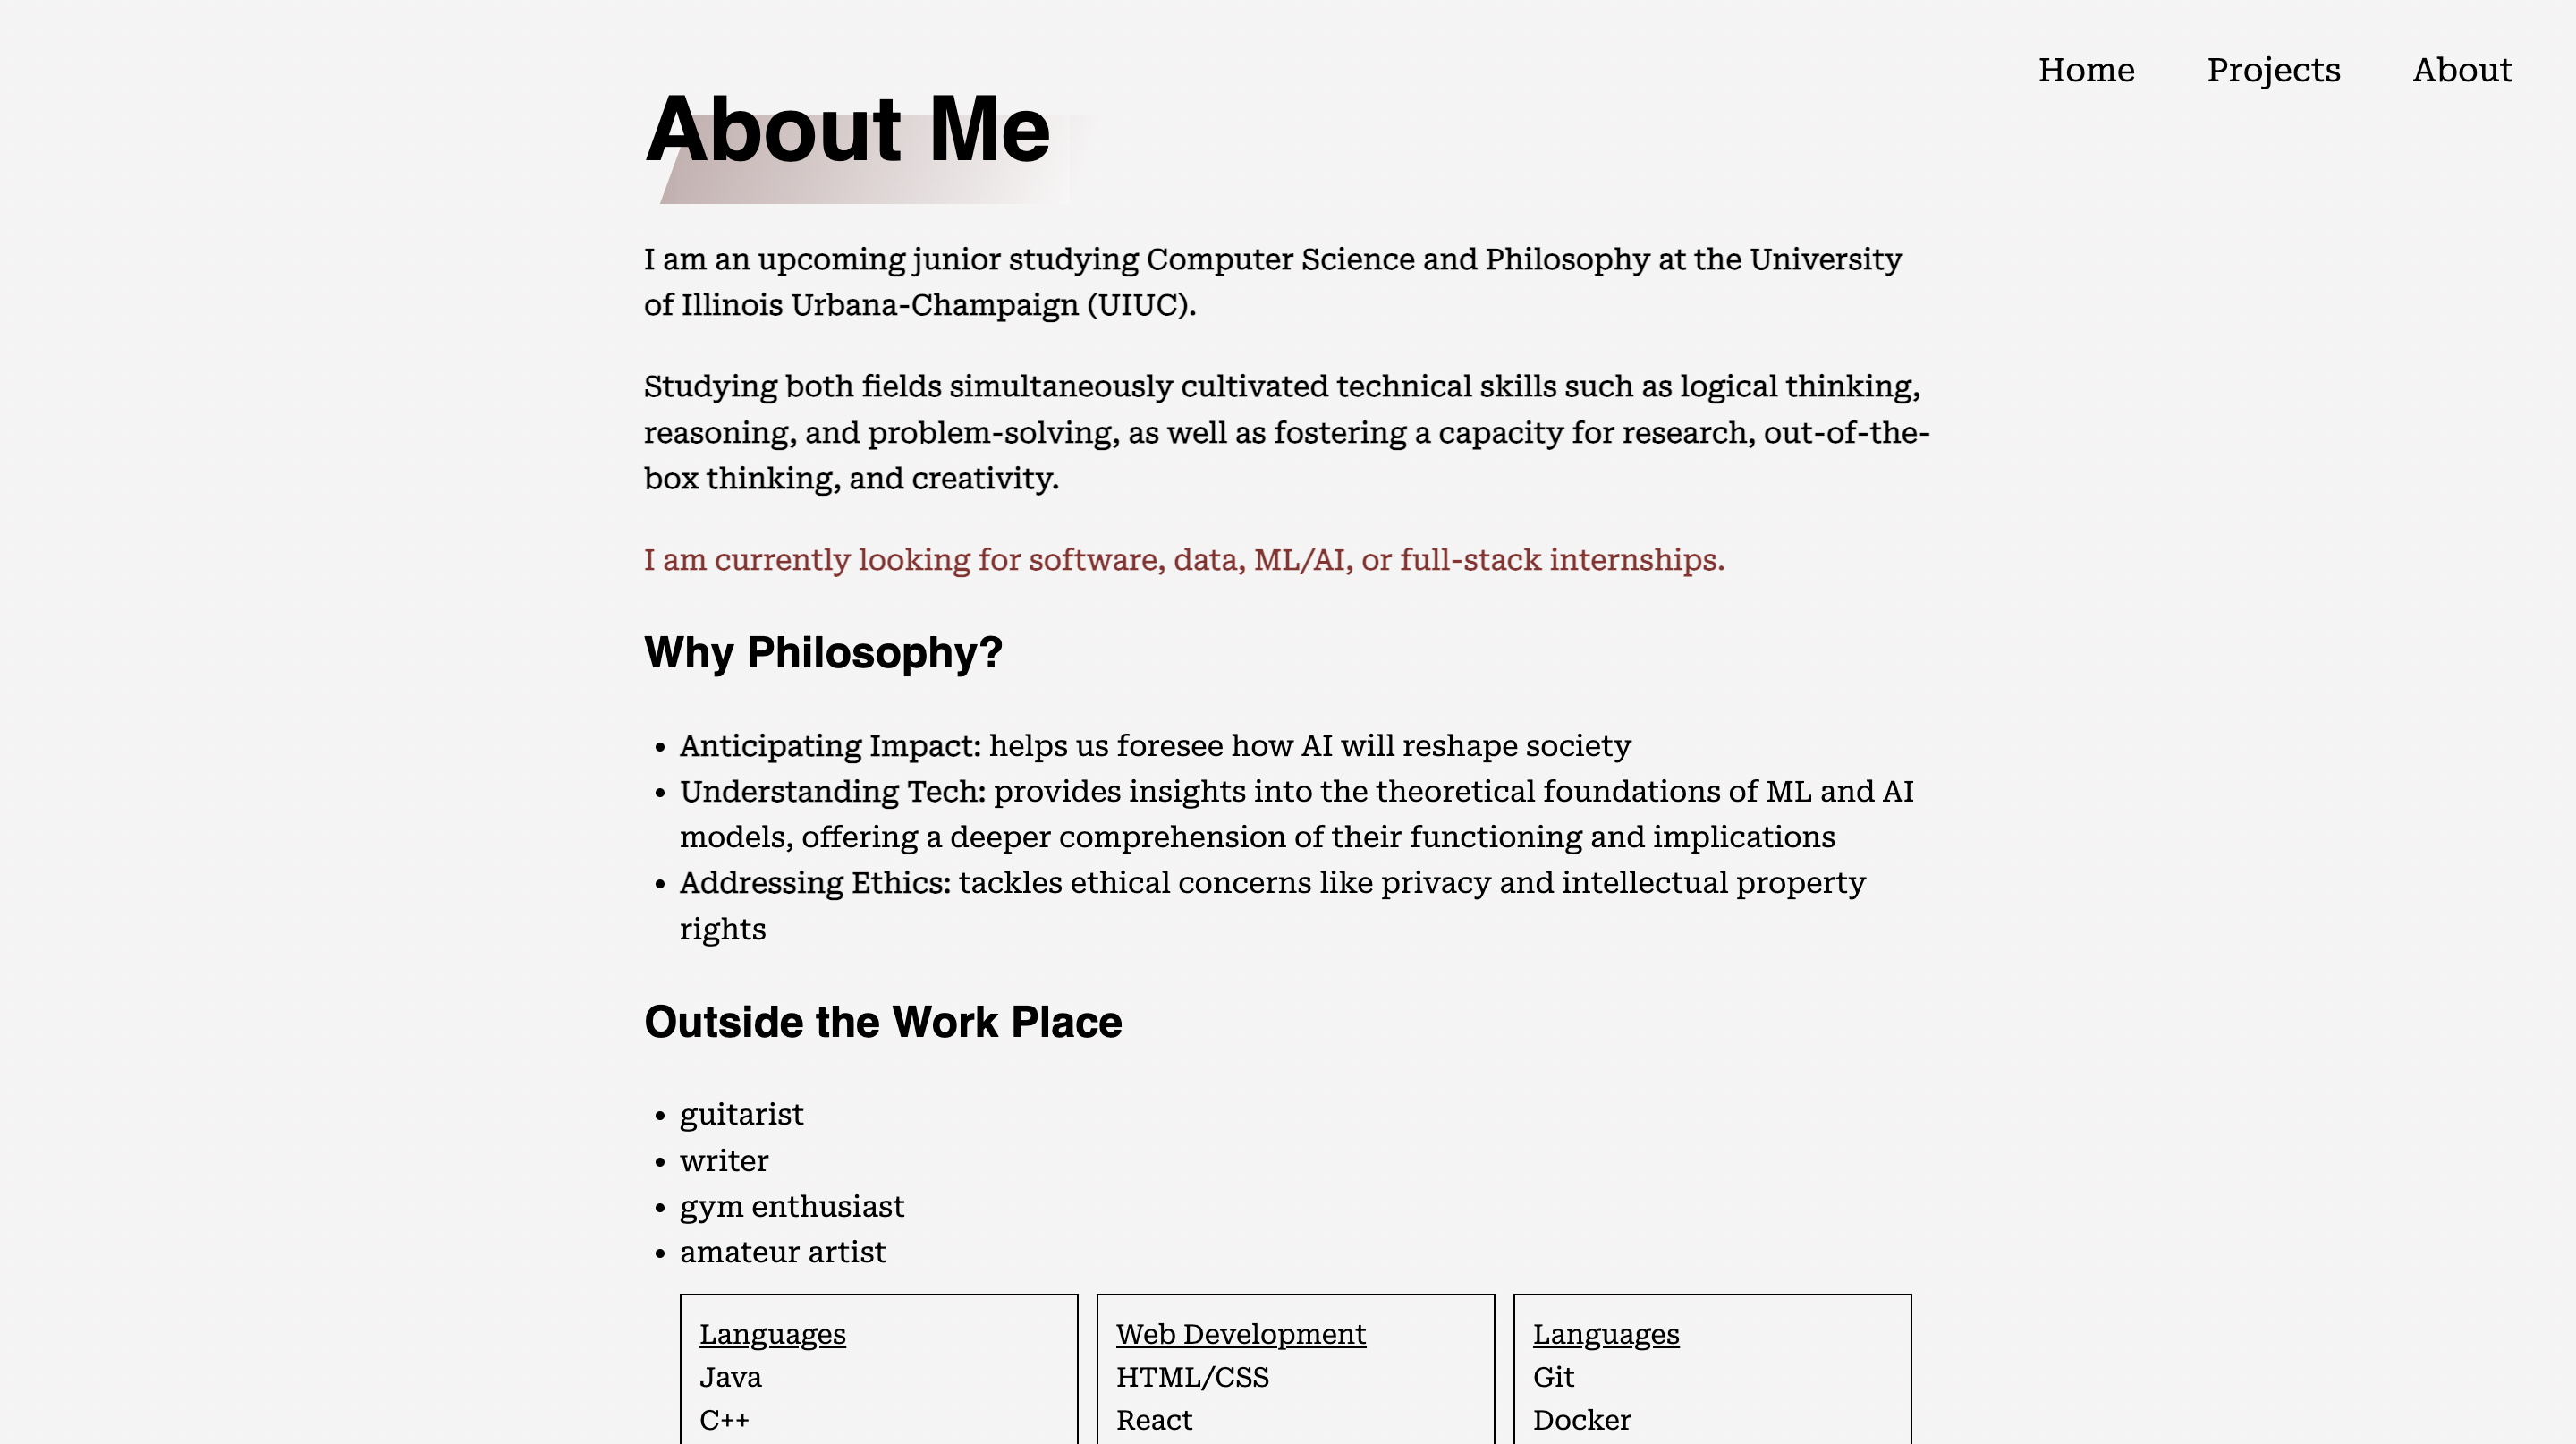 Home Projects About
About Me
I am an upcoming junior studying Computer Science and Philosophy at the University
of Illinois Urbana-Champaign (UIUC).
Studying both fields simultaneously cultivated technical skills such as logical thinking,
reasoning, and problem-solving, as well as fostering a capacity for research, out-of-the-
box thinking, and creativity.
I am currently looking for software, data, ML/AI, or full-stack internships.
Why Philosophy?
• Anticipating Impact: helps us foresee how AI will reshape society
• Understanding Tech: provides insights into the theoretical foundations of ML and AI
models, offering a deeper comprehension of their functioning and implications
• Addressing Ethics: tackles ethical concerns like privacy and intellectual property
rights
Outside the Work Place
• guitarist
• writer
• gym enthusiast
• amateur artist
Languages
Java
C++
Web Development
HTML/CSS
React
Languages
Git
Docker